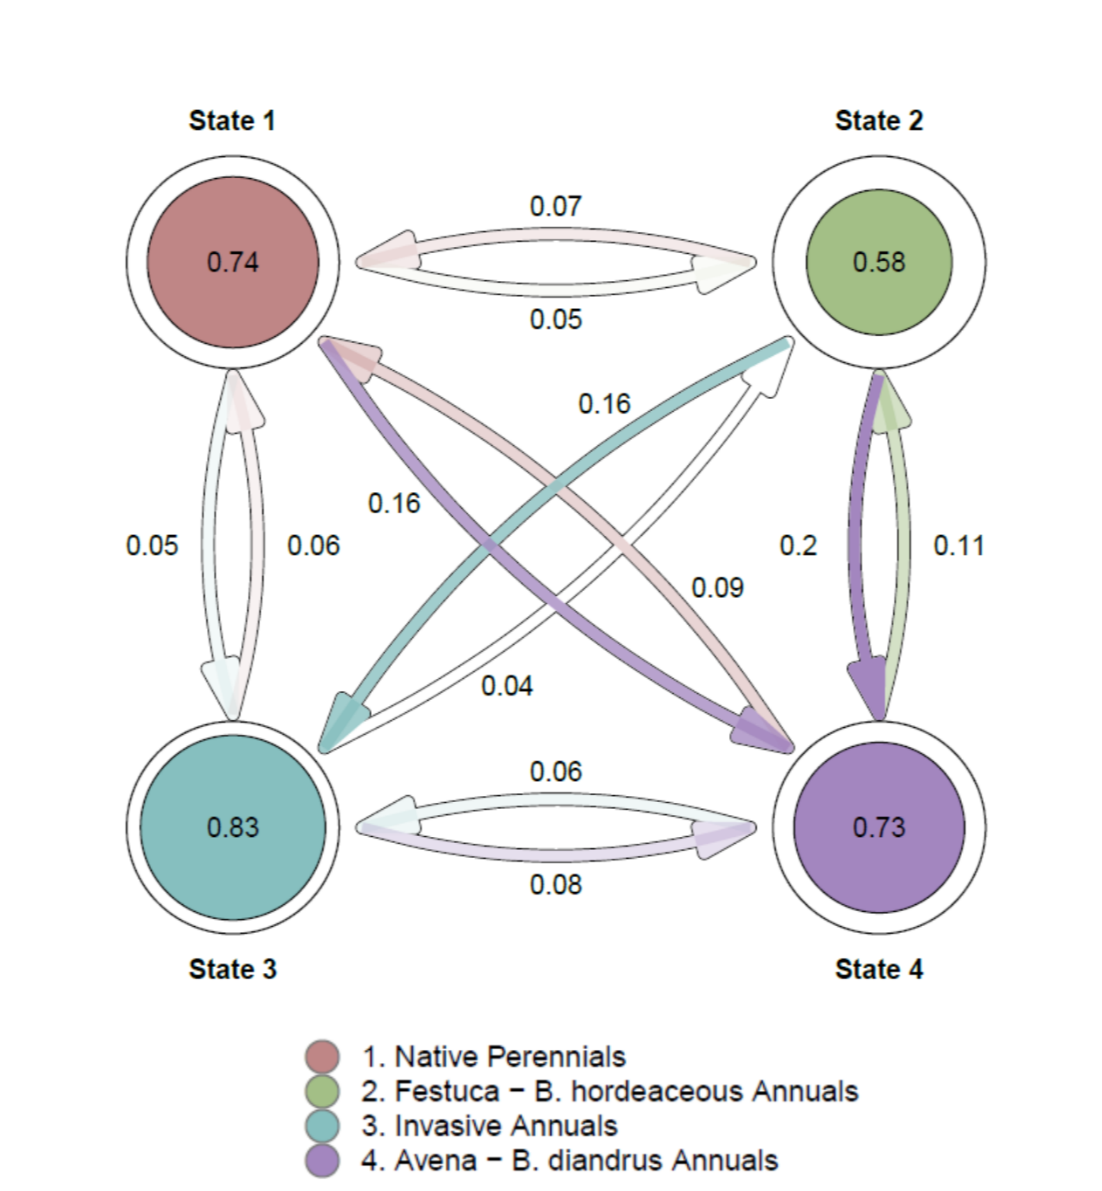 State 1
State 2
0.74
0.07
0.58
0.05
0.16
0.16
0.05
0.06
0.2
0.11
0.09
0.04
0.06
0.83
0.73
0.08
State 3
State 4
1. Native Perennials
2. Festuca − B. hordeaceous Annuals
3. Invasive Annuals
4. Avena − B. diandrus Annuals